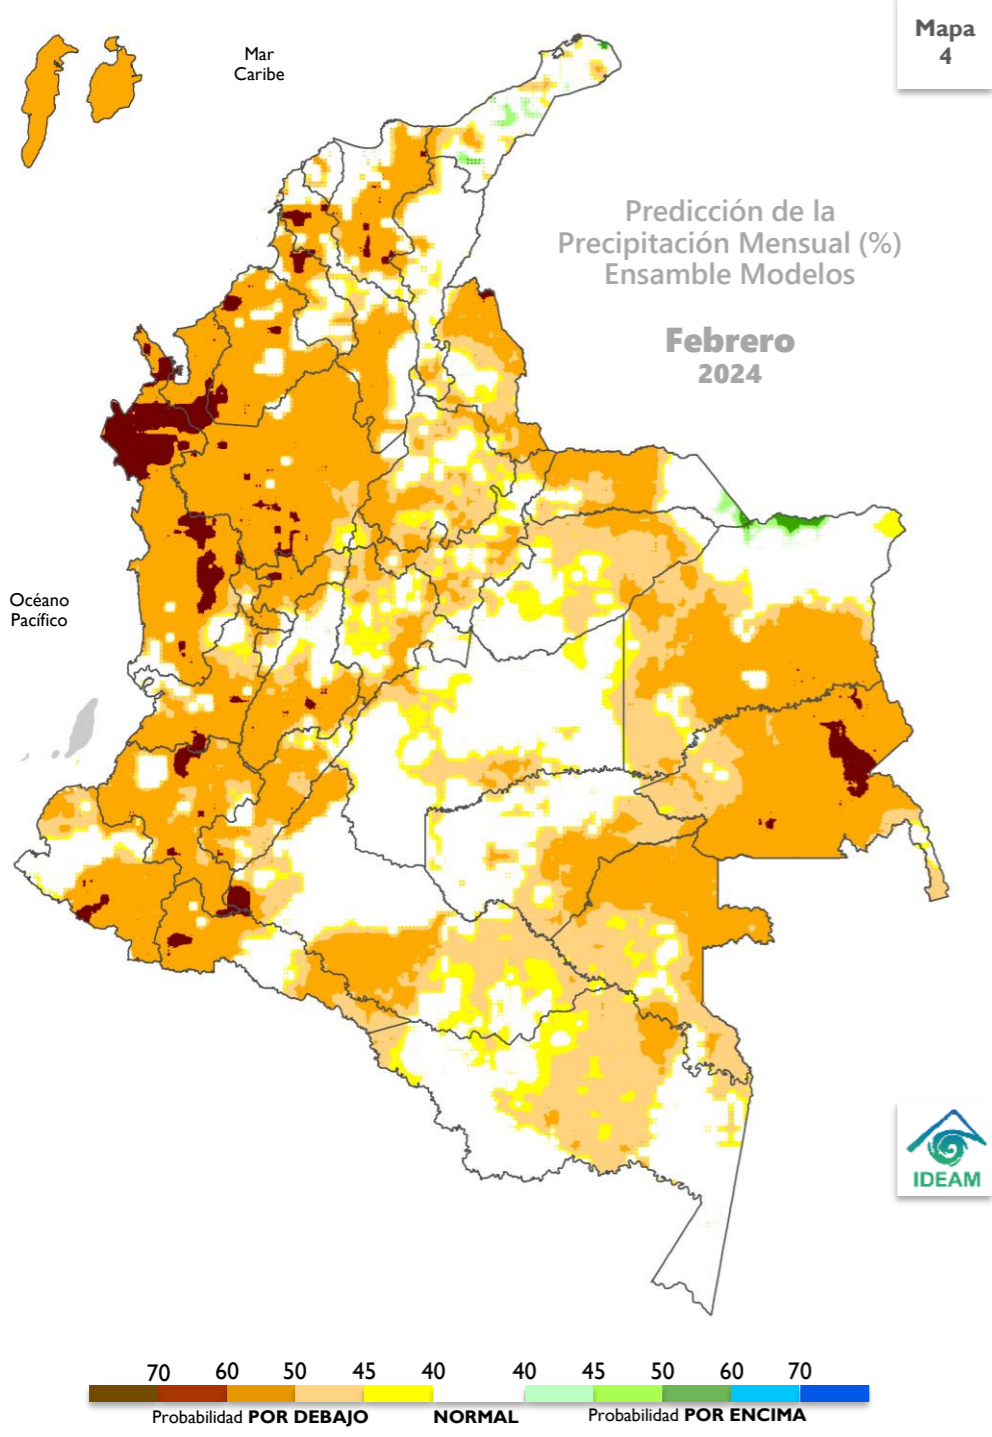 Mapa
4
Mar
Caribe
Predicción de la
Precipitación Mensual (%)
Ensamble Modelos
Febrero
2024
Océano
Pacífico
IDEAM
70 60 50 45 40 40 45 50 60 70
Probabilidad POR DEBAJO NORMAL Probabilidad POR ENCIMA